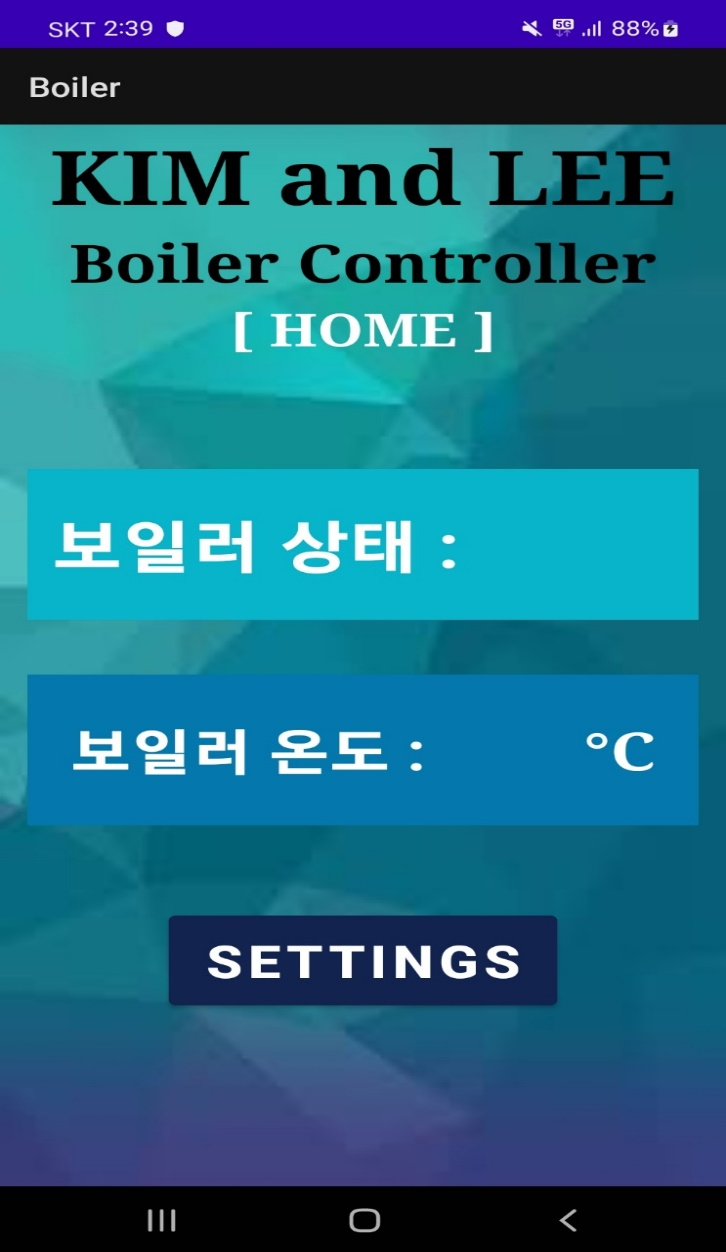 SKT 2:39 5G 88%
Boiler
KIM and LEE
Boiler Controller
[ HOME ]
보일러 상태 :
보일러 온도 : °C
SETTINGS